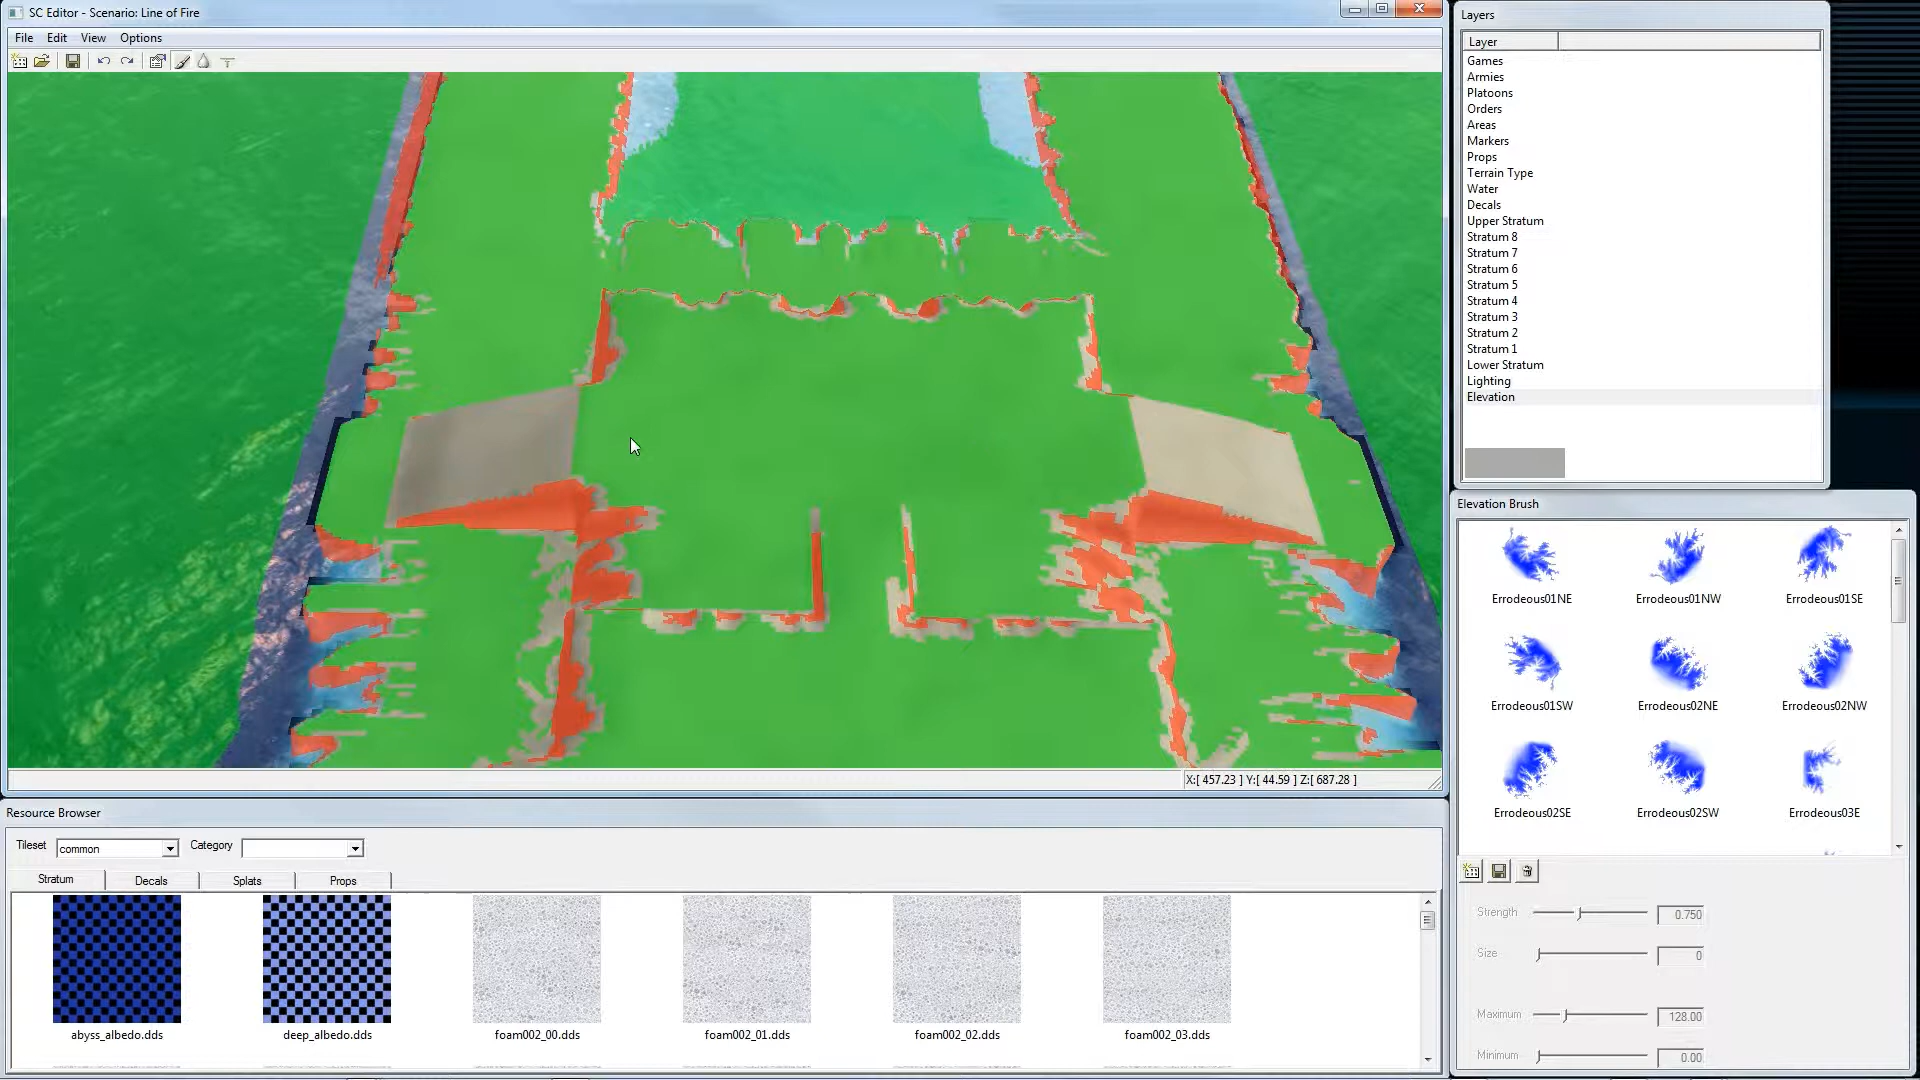 SC Editor - Scenario: Line of Fire
File Edit View Options
X:[ 457.23 ] Y:[ 44.59 ] Z:[ 687.28 ]
Layers
Layer
Games
Armies
Platoons
Orders
Areas
Markers
Props
Terrain Type
Water
Decals
Upper Stratum
Stratum 8
Stratum 7
Stratum 6
Stratum 5
Stratum 4
Stratum 3
Stratum 2
Stratum 1
Lower Stratum
Lighting
Elevation
Elevation Brush
Errodeous01NE Errodeous01NW Errodeous01SE
Errodeous01SW Errodeous02NE Errodeous02NW
Errodeous02SE Errodeous02SW Errodeous03E
Strength 0.750
Size 0
Maximum 128.00
Minimum 0.00
Resource Browser
Tileset common Category
Stratum Decals Splats Props
abyss_albedo.dds deep_albedo.dds foam002_00.dds foam002_01.dds foam002_02.dds foam002_03.dds